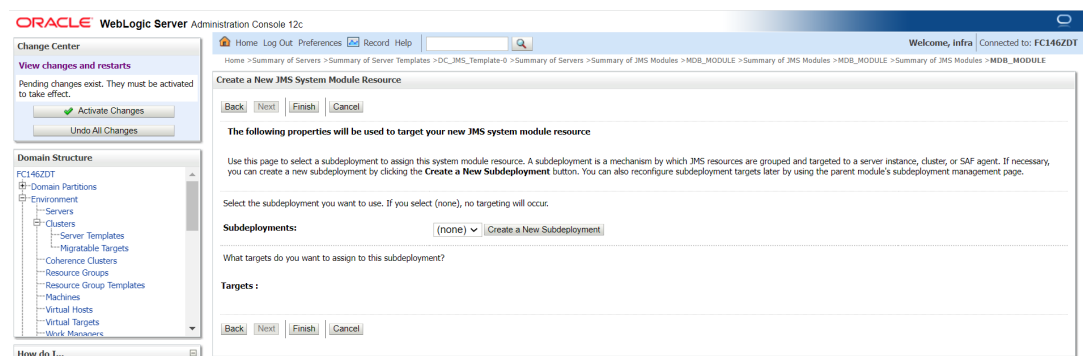 ORACLE WebLogic Server Administration Console 12c
Change Center
View changes and restarts
Pending changes exist. They must be activated
to take effect.
Activate Changes
Undo All Changes
Domain Structure
FC146ZDT
Domain Partitions
Environment
Servers
Clusters
Server Templates
Migratable Targets
Coherence Clusters
Resource Groups
Resource Group Templates
Machines
Virtual Hosts
Virtual Targets
Work Managers
How do I...
Home Log Out Preferences Record Help
Welcome, infra Connected to: FC146ZDT
Home >Summary of Servers >Summary of Server Templates >DC_JMS_Template-0 >Summary of Servers >Summary of JMS Modules >MDB_MODULE >Summary of JMS Modules >MDB_MODULE >Summary of JMS Modules >MDB_MODULE
Create a New JMS System Module Resource
Back Next Finish Cancel
The following properties will be used to target your new JMS system module resource
Use this page to select a subdeployment to assign this system module resource. A subdeployment is a mechanism by which JMS resources are grouped and targeted to a server instance, cluster, or SAF agent. If necessary,
you can create a new subdeployment by clicking the Create a New Subdeployment button. You can also reconfigure subdeployment targets later by using the parent module's subdeployment management page.
Select the subdeployment you want to use. If you select (none), no targeting will occur.
Subdeployments: (none) Create a New Subdeployment
What targets do you want to assign to this subdeployment?
Targets :
Back Next Finish Cancel